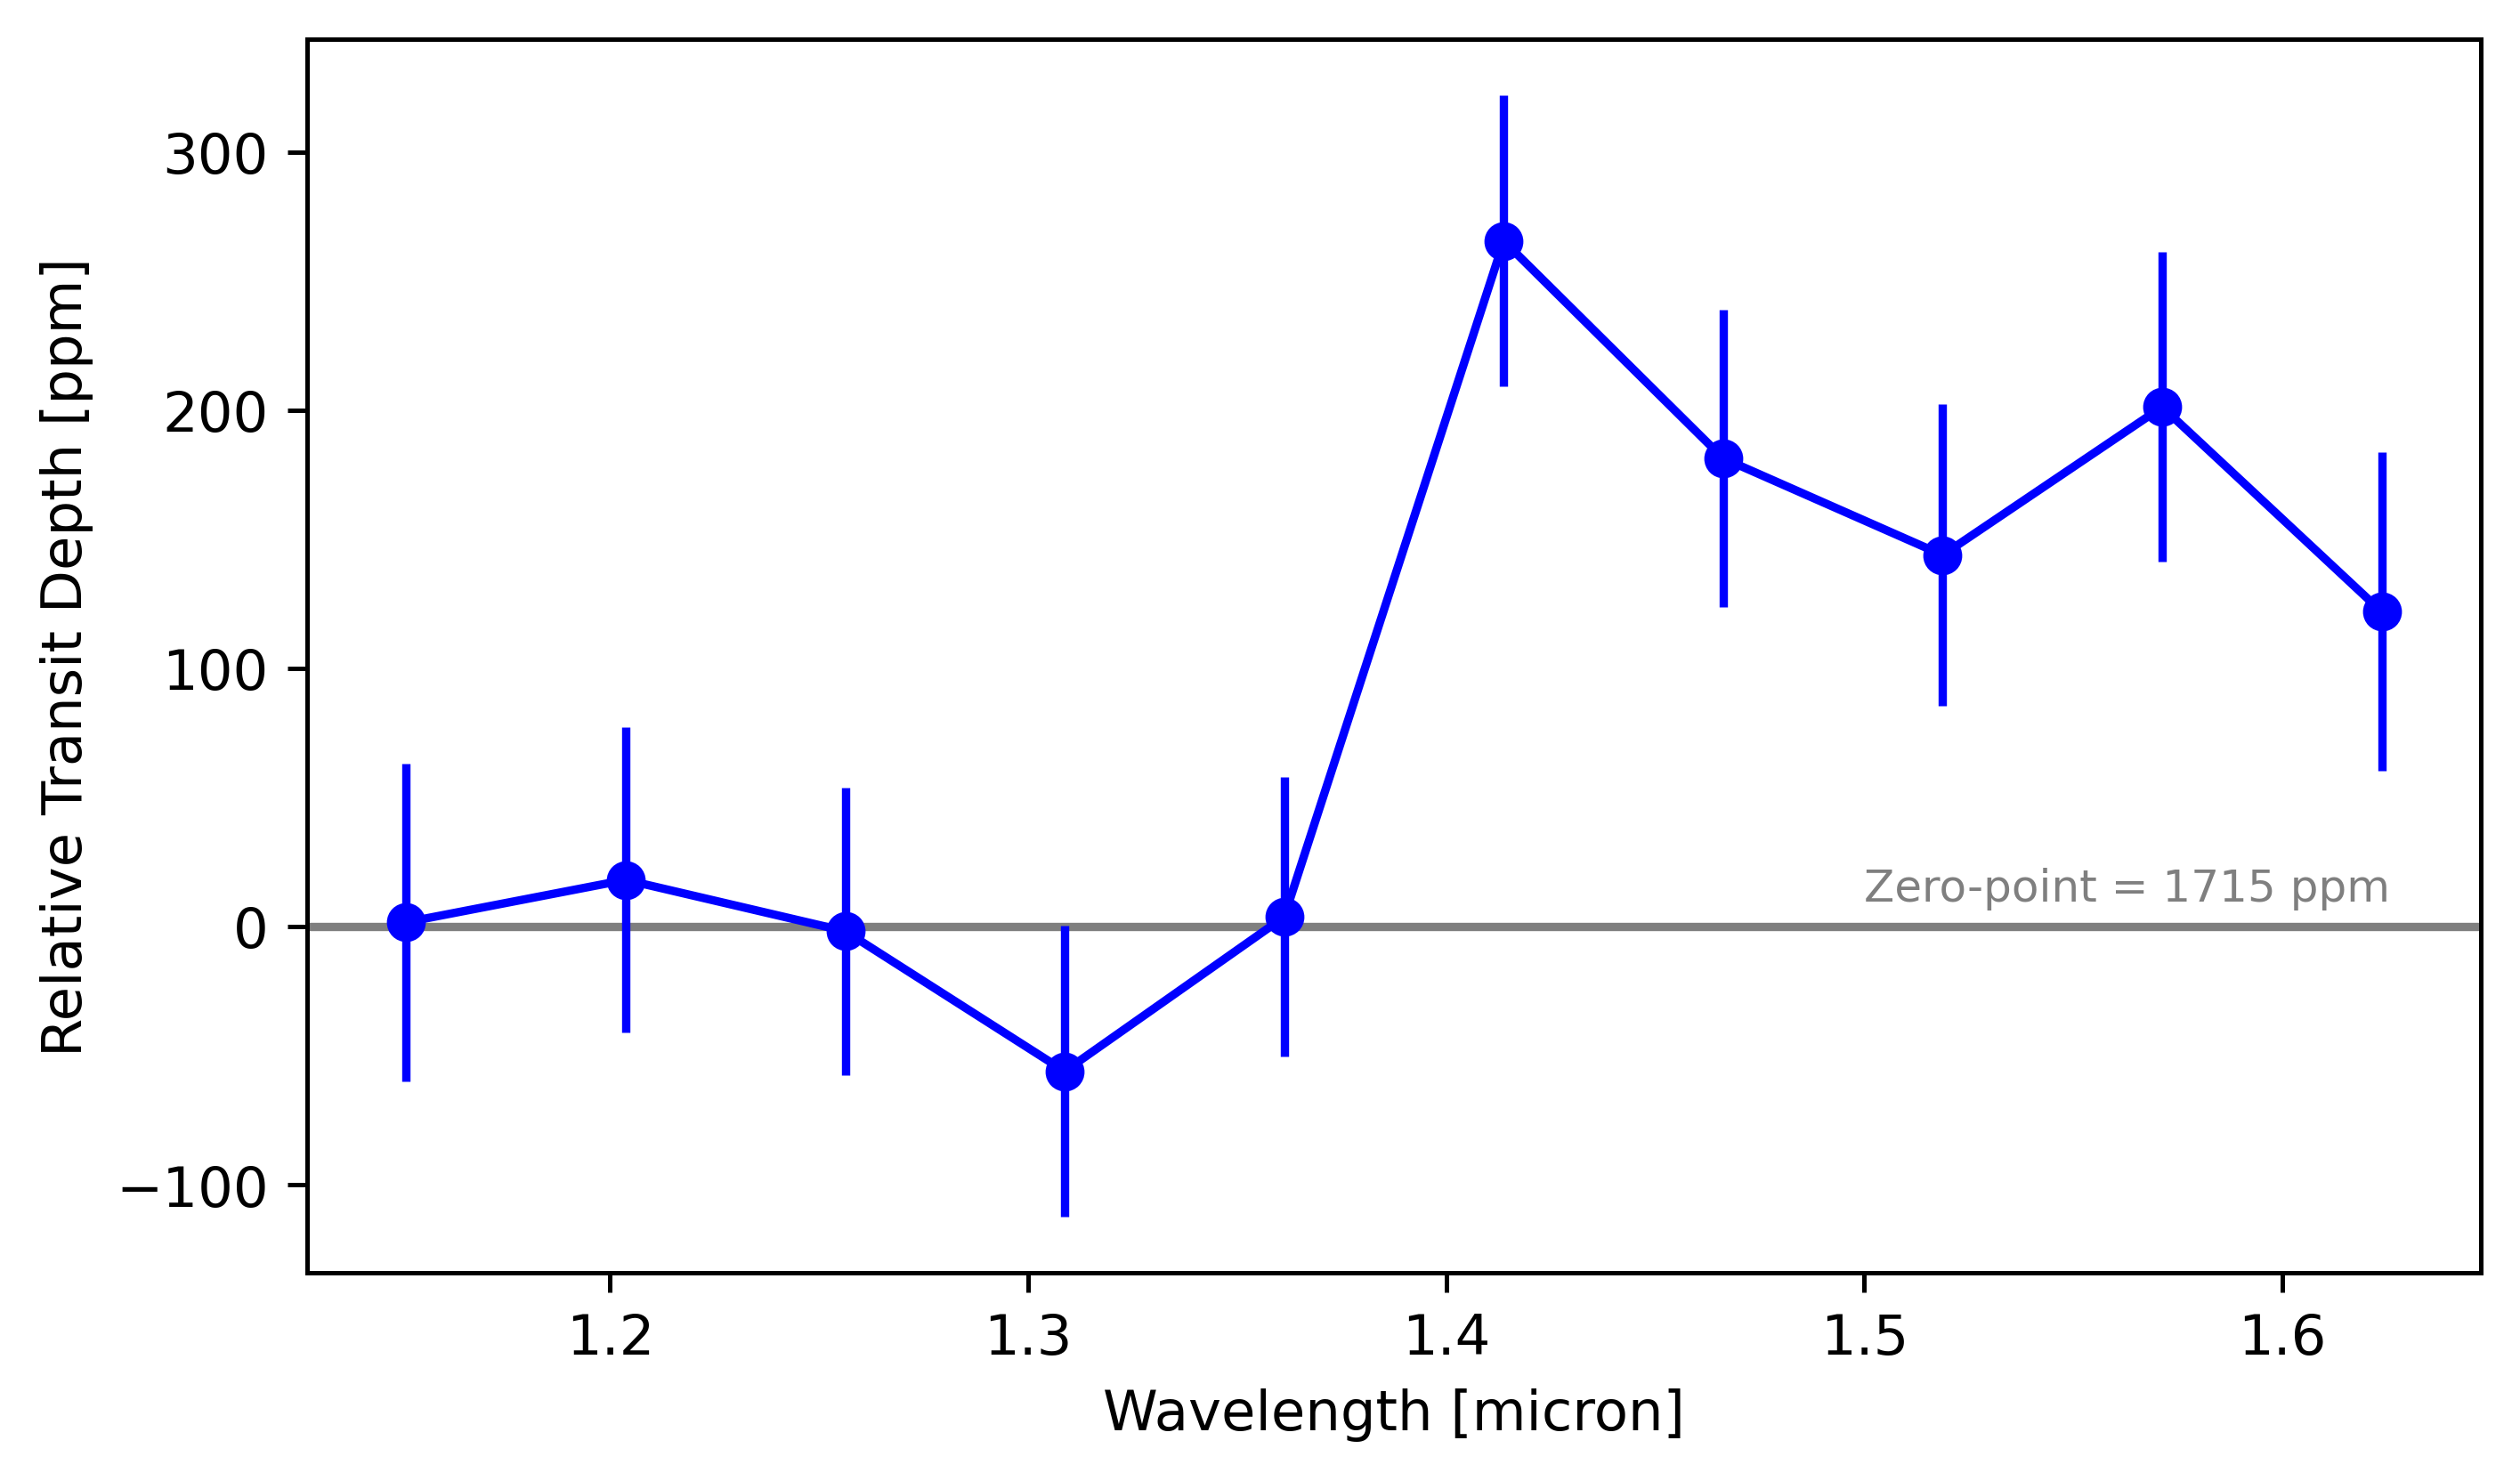 300
200
100
0
−100
Relative Transit Depth [ppm]
Zero-point = 1715 ppm
1.2 1.3 1.4 1.5 1.6
Wavelength [micron]